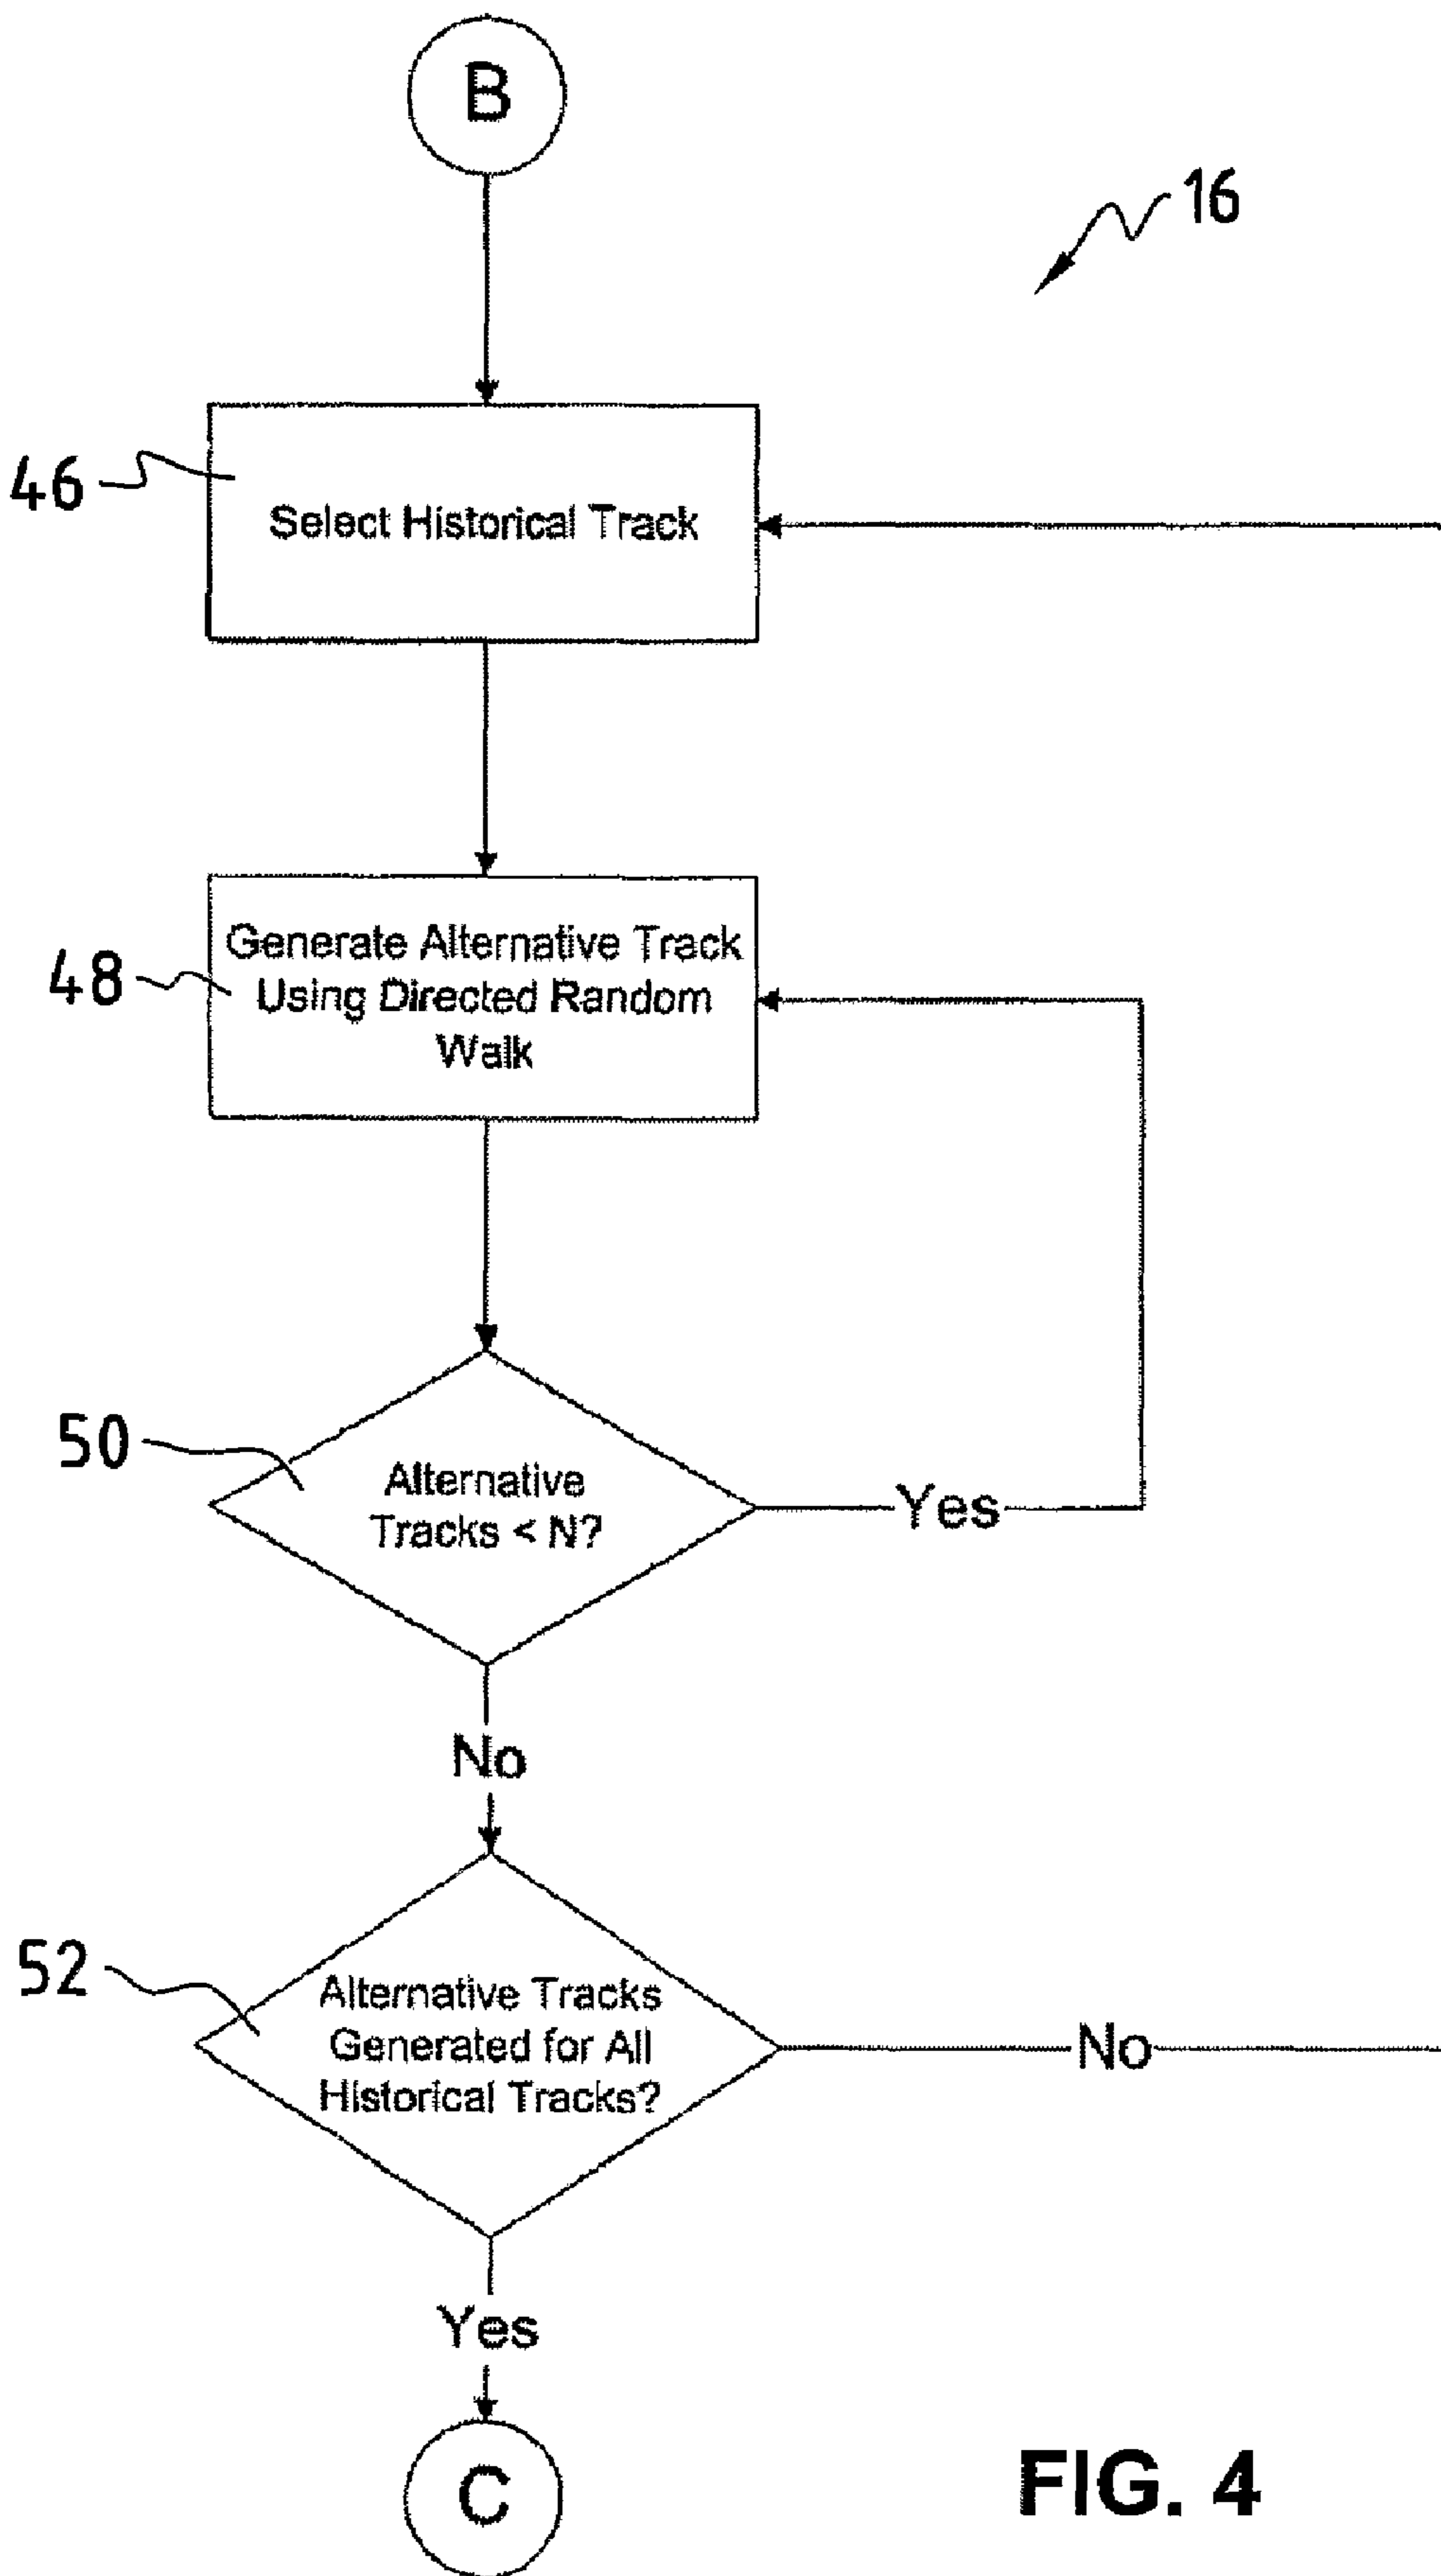 B
16
46
Select Historical Track
48
Generate Alternative Track
Using Directed Random
Walk
50
Alternative
Tracks < N?
Yes
No
52
Alternative Tracks
Generated for All
Historical Tracks?
No
Yes
C
FIG. 4